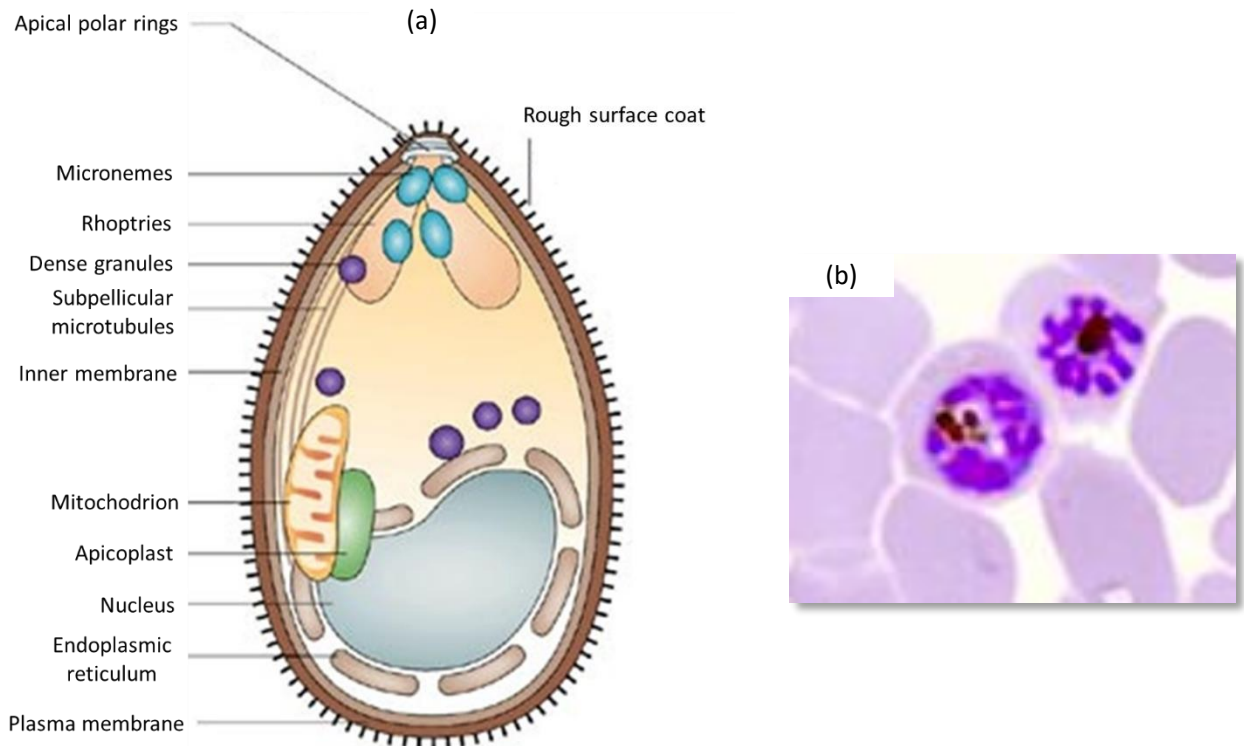 Apical polar rings
(a)
Rough surface coat
Micronemes
Rhoptries
Dense granules
Subpellicular
microtubules
Inner membrane
Mitochodrion
Apicoplast
Nucleus
Endoplasmic
reticulum
Plasma membrane
(b)